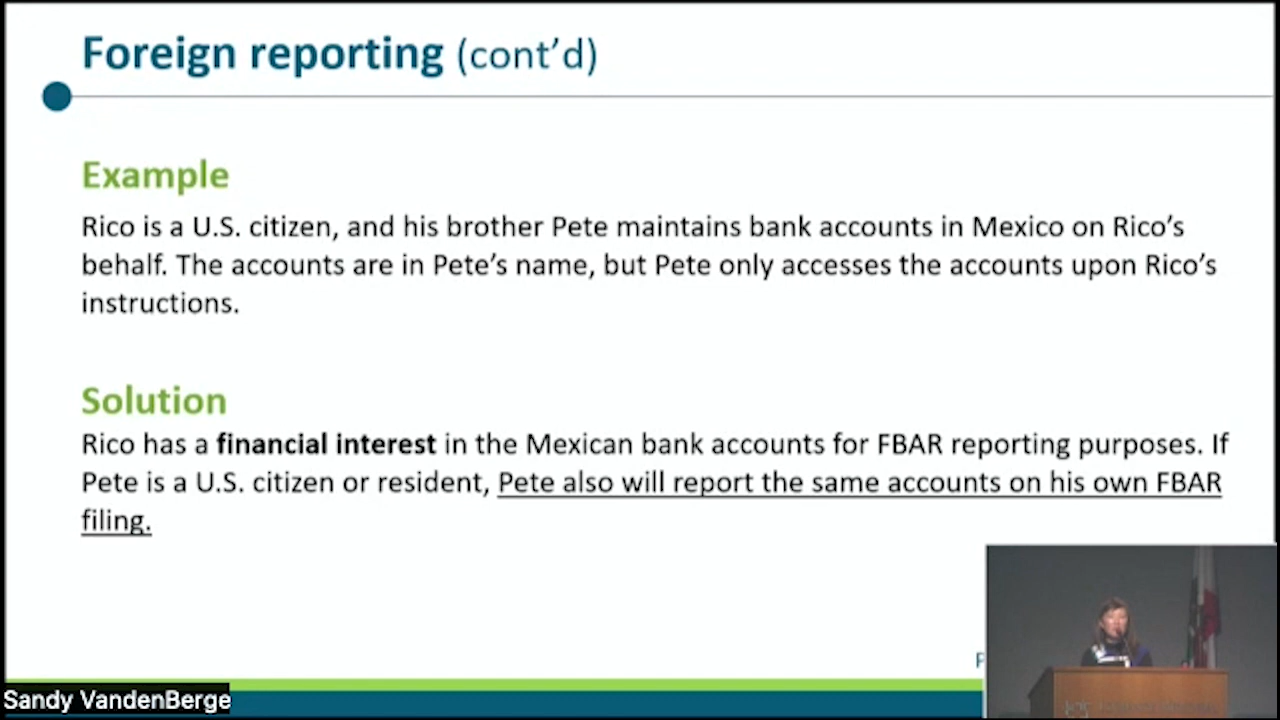 Foreign reporting (cont’d)
Example
Rico is a U.S. citizen, and his brother Pete maintains bank accounts in Mexico on Rico’s
behalf. The accounts are in Pete’s name, but Pete only accesses the accounts upon Rico’s
instructions.
Solution
Rico has a financial interest in the Mexican bank accounts for FBAR reporting purposes. If
Pete is a U.S. citizen or resident, Pete also will report the same accounts on his own FBAR
filing.
Sandy VandenBerge